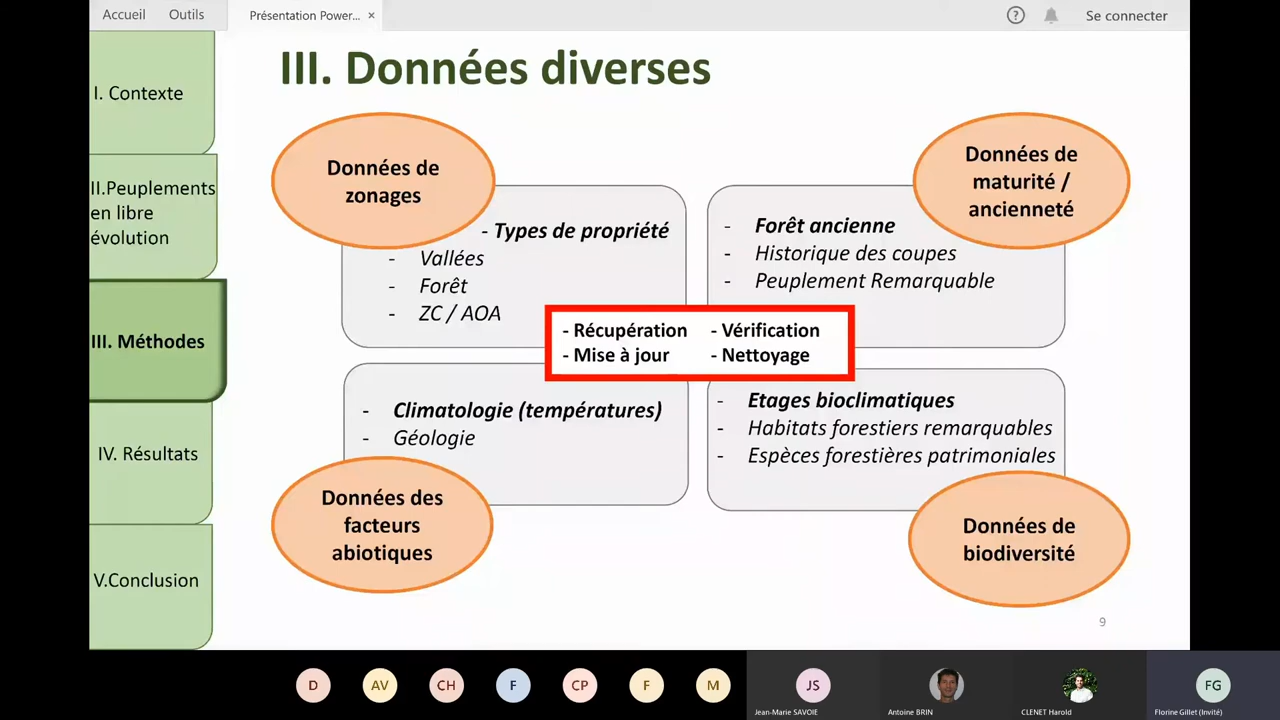 Accueil
Outils
Présentation Power... ×
?
Se connecter
III. Données diverses
I. Contexte
II.Peuplements
en libre
évolution
III. Méthodes
IV. Résultats
V.Conclusion
Données de
zonages
- Types de propriété
- Vallées
- Forêt
- ZC / AOA
Données de
maturité /
ancienneté
- Forêt ancienne
- Historique des coupes
- Peuplement Remarquable
- Récupération - Vérification
- Mise à jour - Nettoyage
- Climatologie (températures)
- Géologie
Données des
facteurs
abiotiques
- Etages bioclimatiques
- Habitats forestiers remarquables
- Espèces forestières patrimoniales
Données de
biodiversité
9
D
AV
CH
F
CP
F
M
JS
FG
Jean-Marie SAVOIE
Antoine BRIN
CLENET Harold
Florine Gillet (Invité)